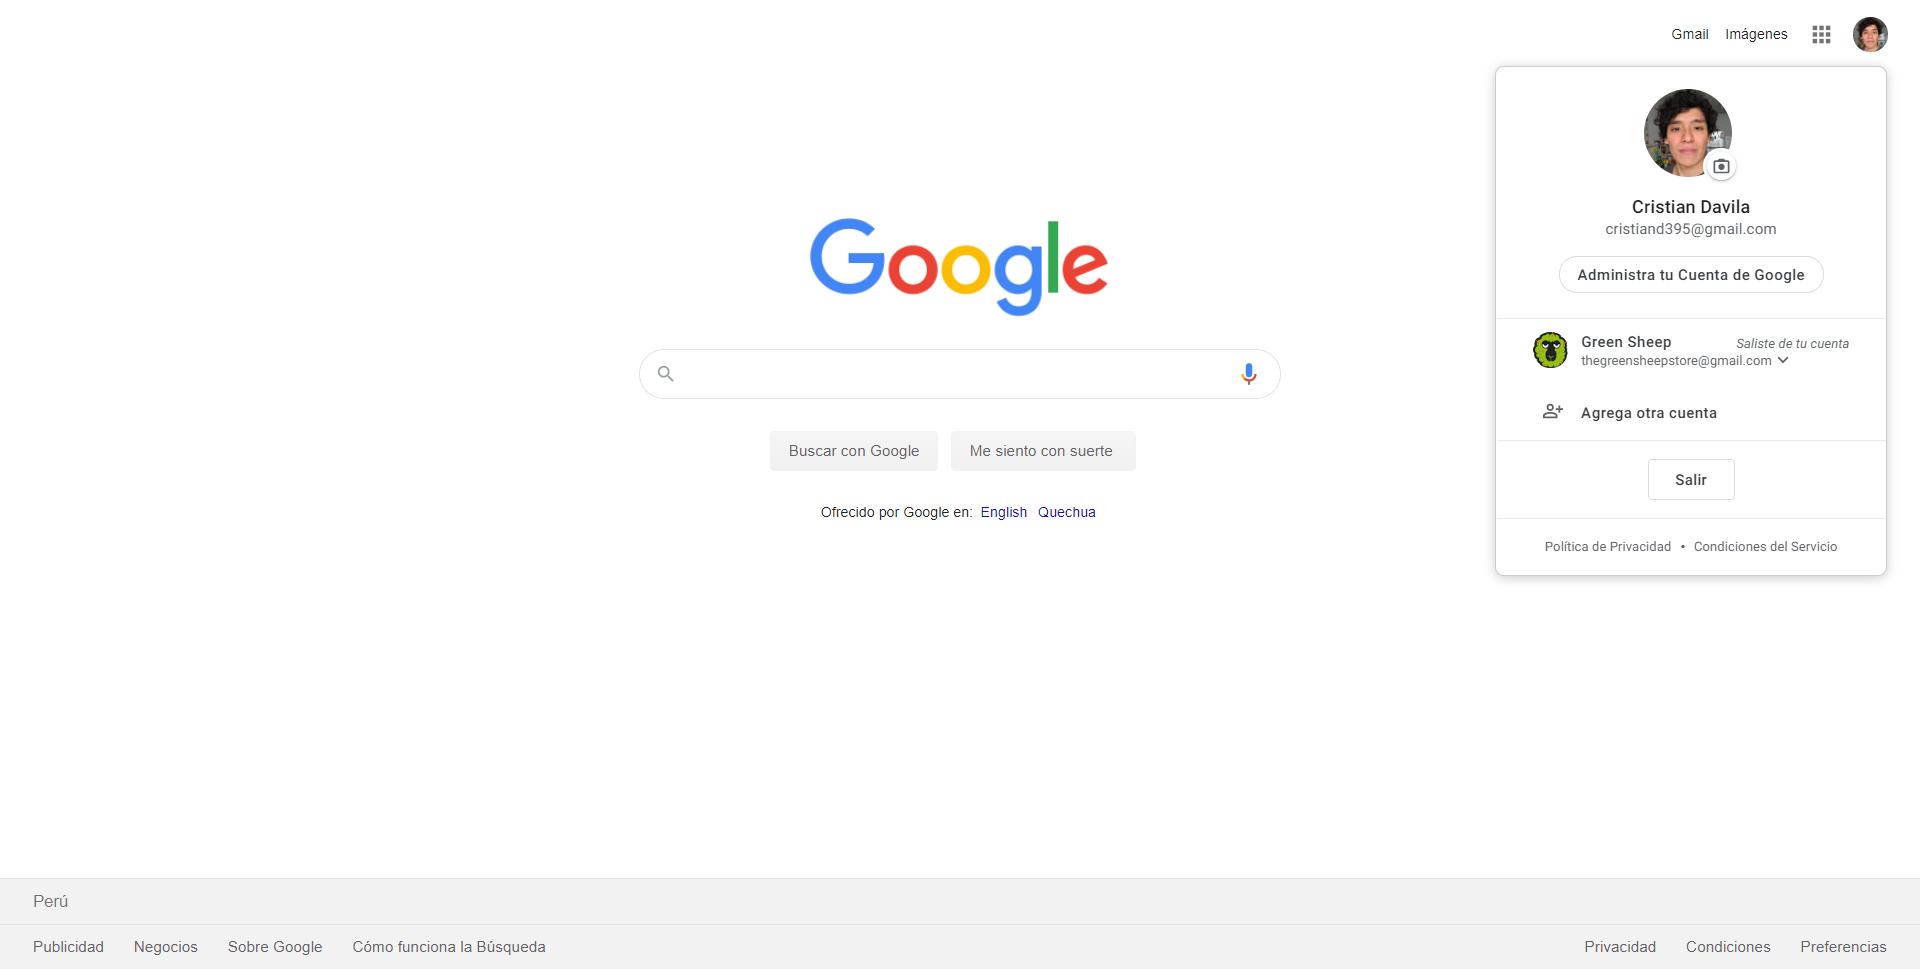 Gmail Imágenes
Google
Buscar con Google Me siento con suerte
Ofrecido por Google en: English Quechua
Cristian Davila
cristiand395@gmail.com
Administra tu Cuenta de Google
Green Sheep Saliste de tu cuenta
thegreensheepstore@gmail.com
Agrega otra cuenta
Salir
Política de Privacidad • Condiciones del Servicio
Perú
Publicidad Negocios Sobre Google Cómo funciona la Búsqueda Privacidad Condiciones Preferencias